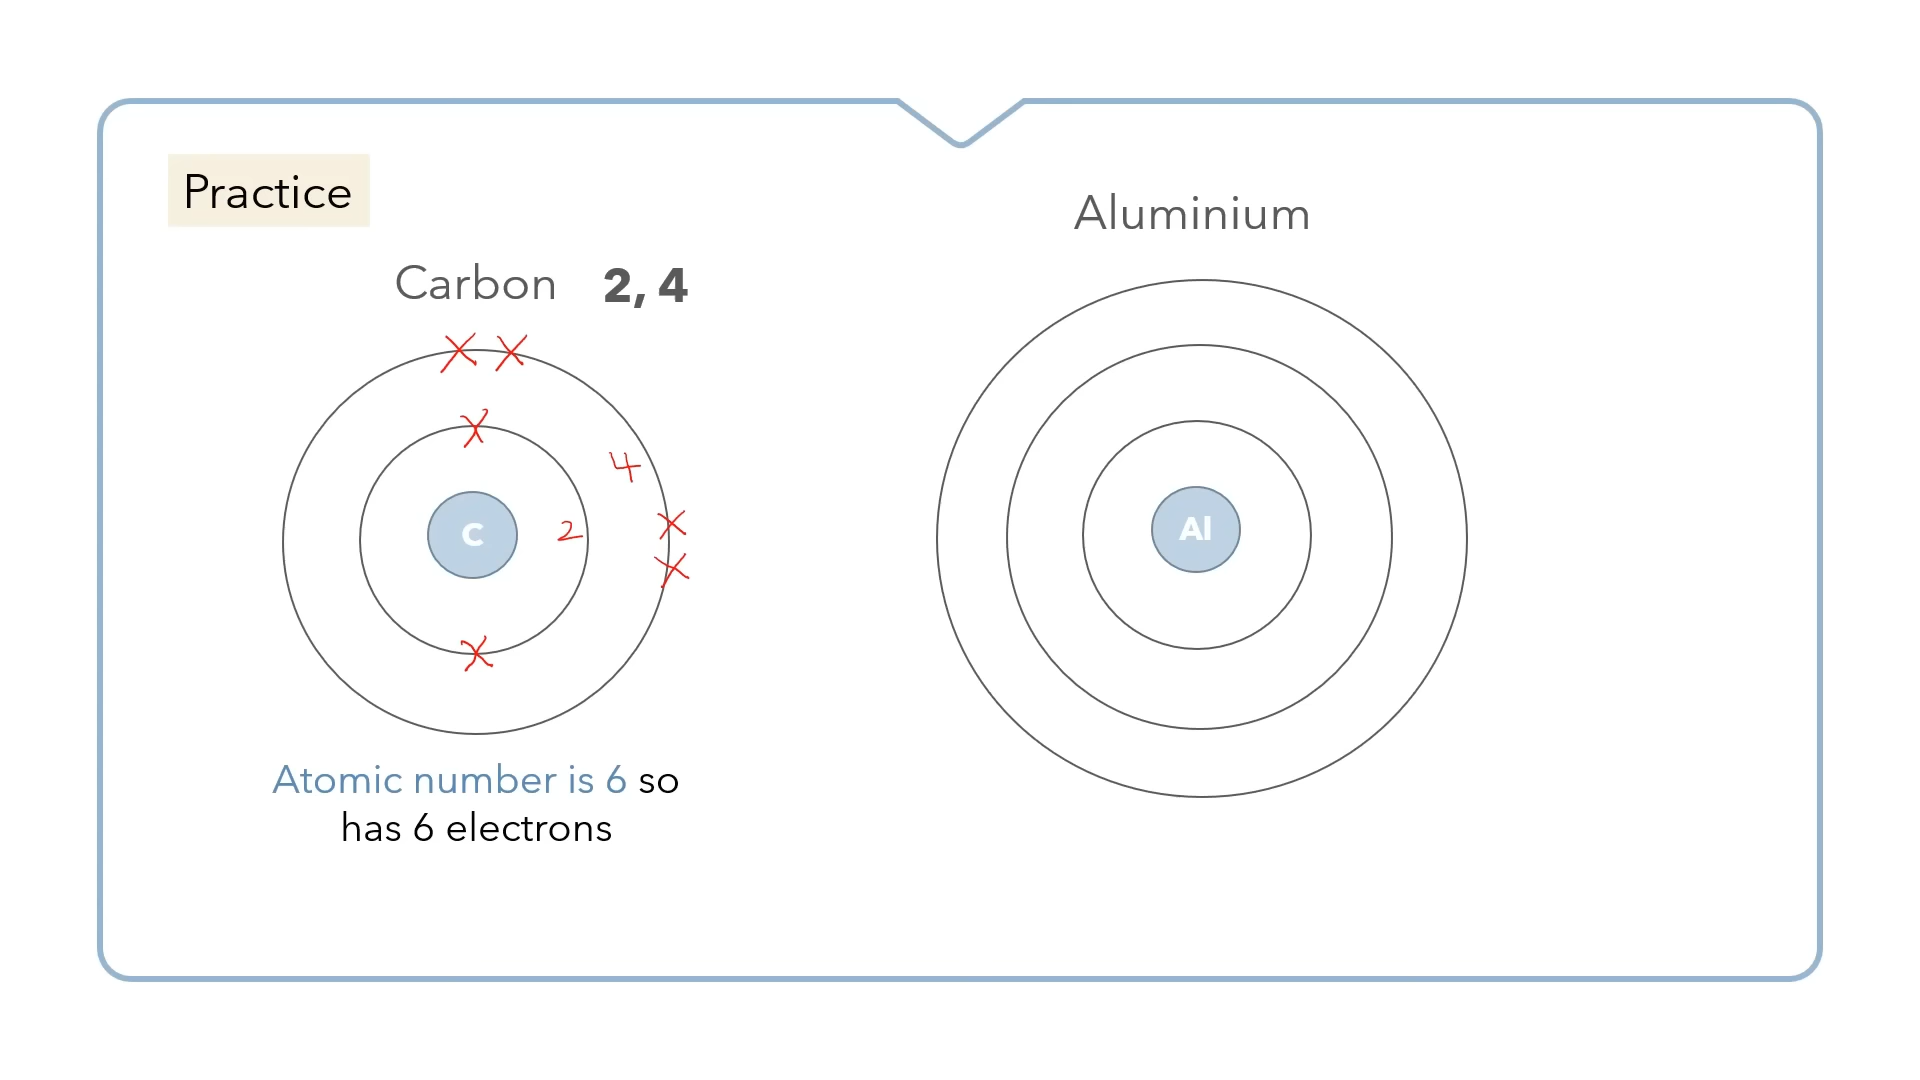 Practice
Carbon 2, 4
4
C
2
Atomic number is 6 so
has 6 electrons
Aluminium
Al